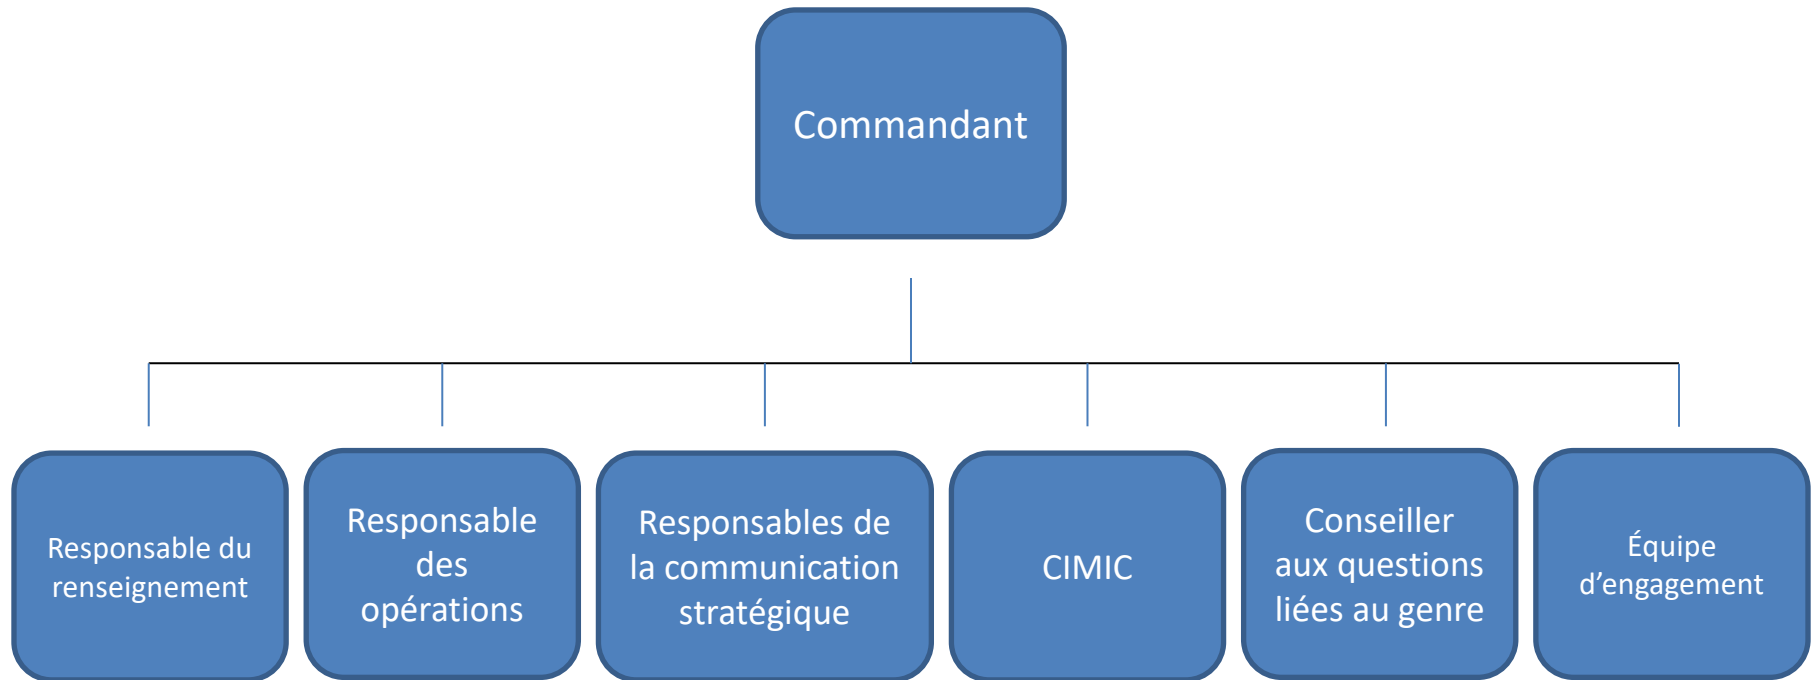 Commandant
Responsable du
renseignement
Responsable
des
opérations
Responsables de
la communication
stratégique
CIMIC
Conseiller
aux questions
liées au genre
Équipe
d’engagement